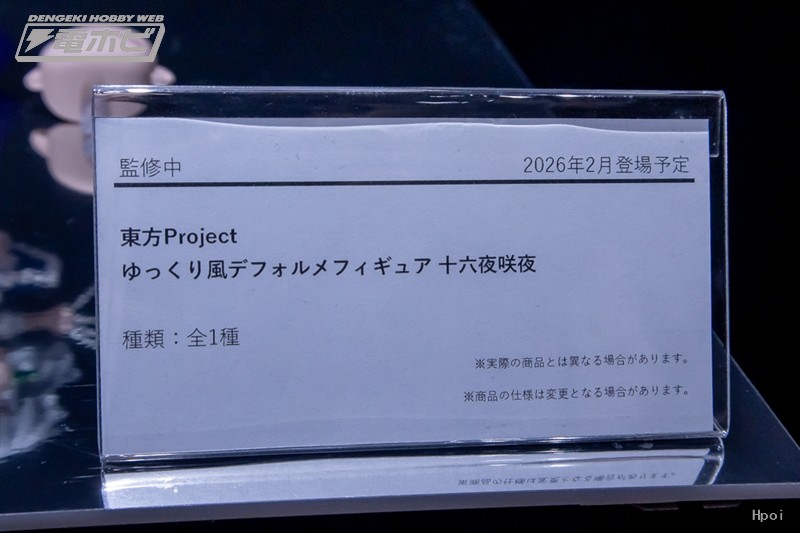 DENGEKI HOBBY WEB
電ホビ
監修中
2026年2月登場予定
東方Project
ゆっくり風デフォルメフィギュア 十六夜咲夜
種類：全1種
※実際の商品とは異なる場合があります。
※商品の仕様は変更となる場合があります。
Hpoi